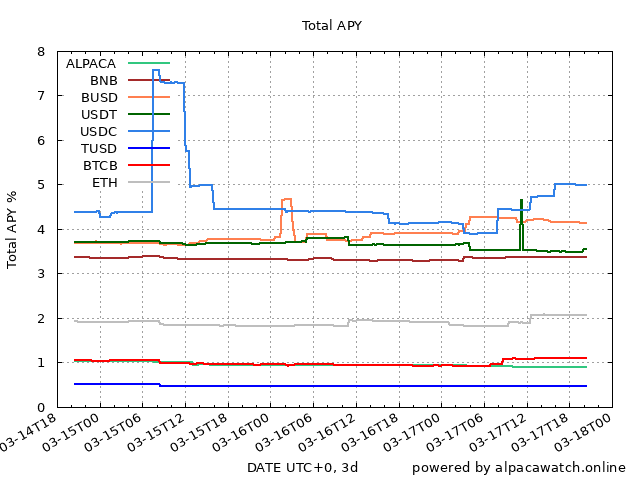 Total APY
Total APY %
8
7
6
5
4
3
2
1
0
ALPACA
BNB
BUSD
USDT
USDC
TUSD
BTCB
ETH
03-14T18
03-15T00
03-15T06
03-15T12
03-15T18
03-16T00
03-16T06
03-16T12
03-16T18
03-17T00
03-17T06
03-17T12
03-17T18
03-18T00
DATE UTC+0, 3d
powered by alpacawatch.online